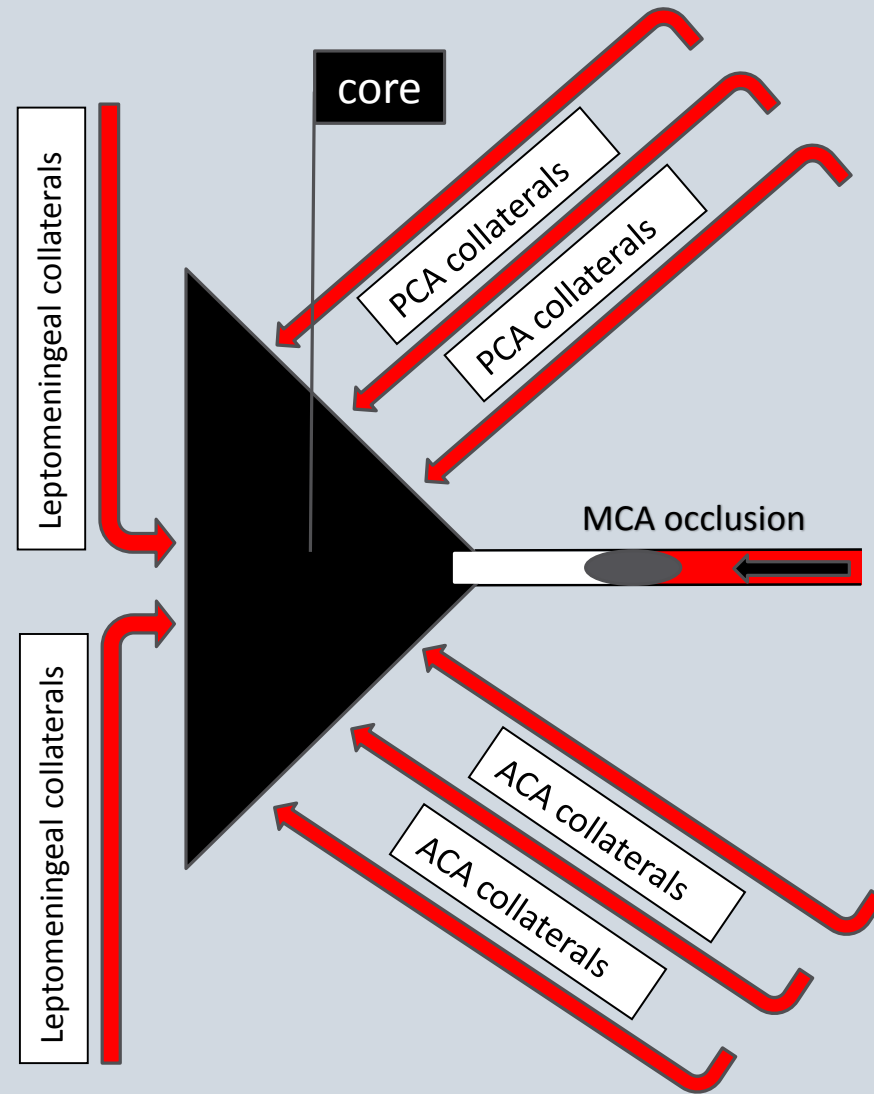 core
Leptomeningeal collaterals
PCA collaterals
PCA collaterals
MCA occlusion
Leptomeningeal collaterals
ACA collaterals
ACA collaterals